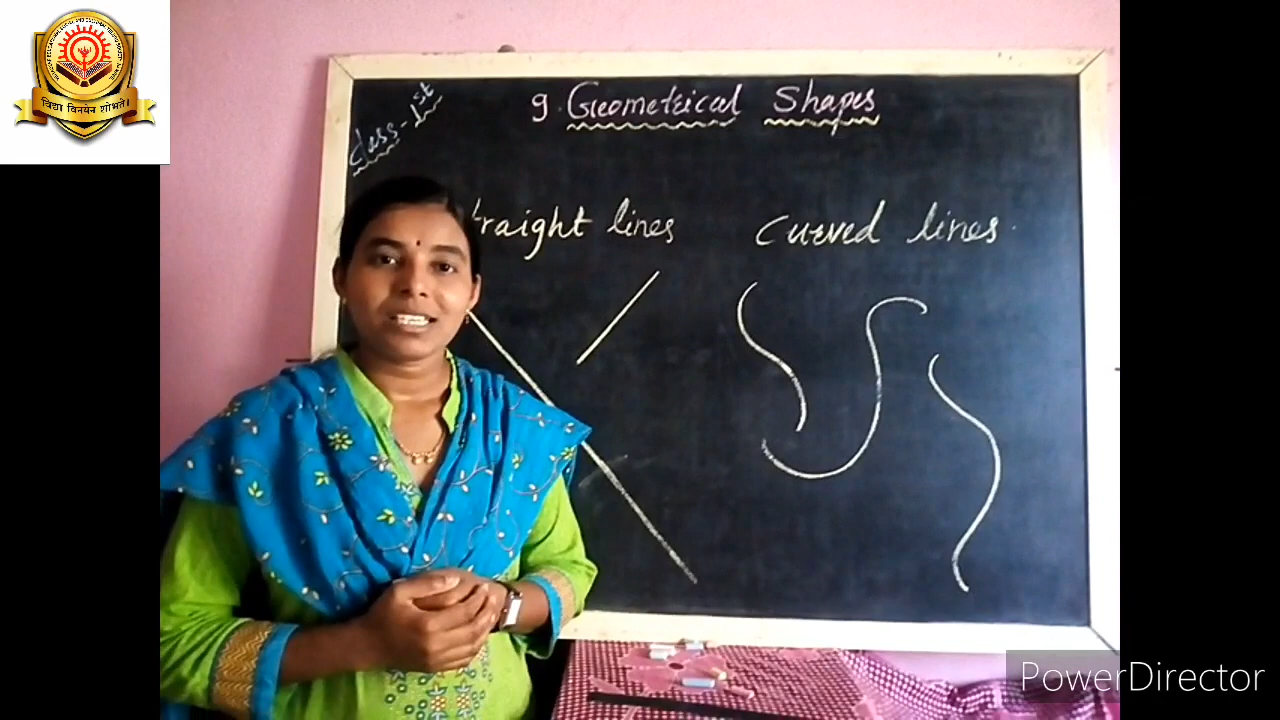 विद्या विनयेन शोभते।
Class-1st
9. Geometrical Shapes
traight lines
curved lines.
PowerDirector